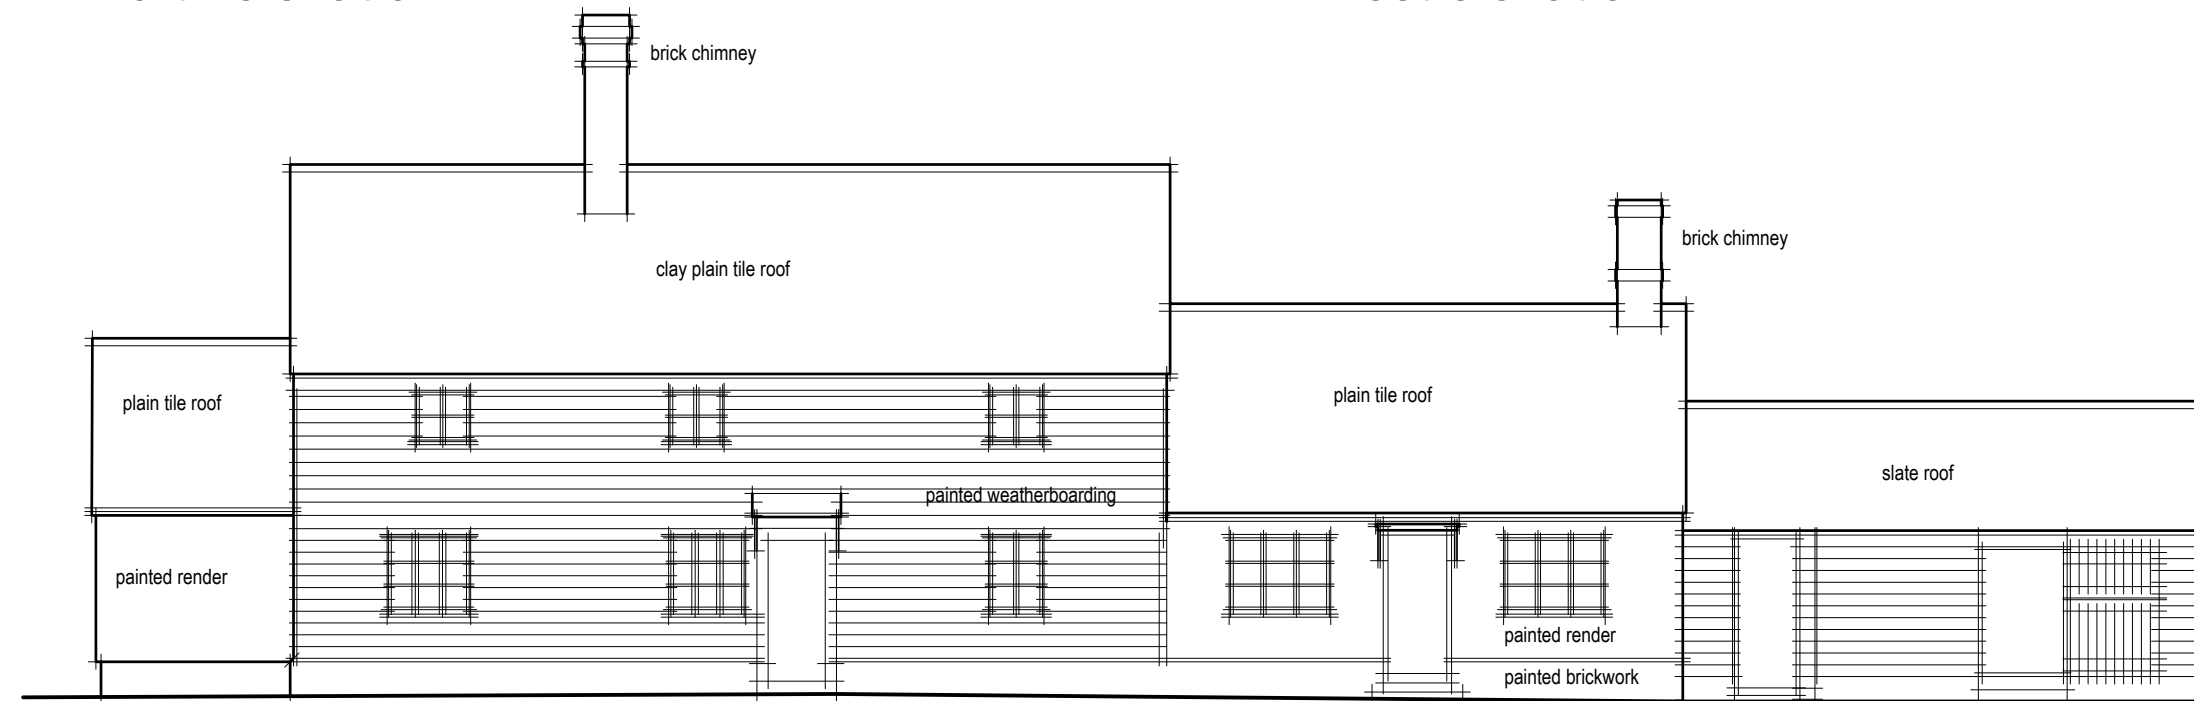 brick chimney
brick chimney
clay plain tile roof
plain tile roof
plain tile roof
slate roof
painted weatherboarding
painted render
painted render
painted brickwork